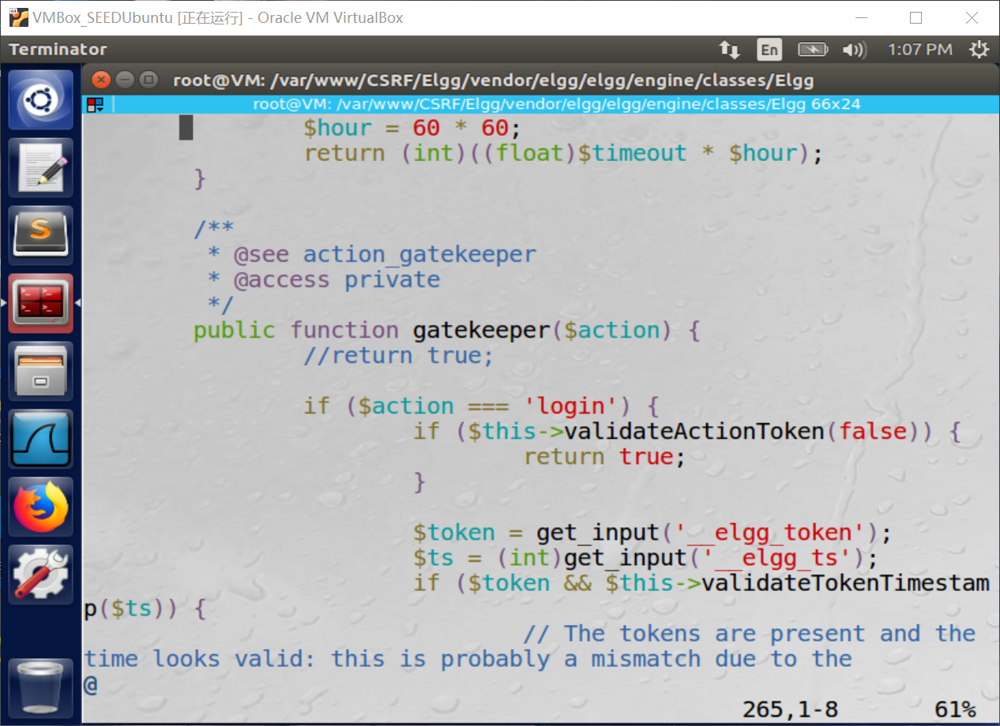 VMBox_SEEDUbuntu [正在运行] - Oracle VM VirtualBox
Terminator En 1:07 PM
root@VM: /var/www/CSRF/Elgg/vendor/elgg/elgg/engine/classes/Elgg
root@VM: /var/www/CSRF/Elgg/vendor/elgg/elgg/engine/classes/Elgg 66x24
$hour = 60 * 60;
return (int)((float)$timeout * $hour);
}
/**
* @see action_gatekeeper
* @access private
*/
public function gatekeeper($action) {
//return true;
if ($action === 'login') {
if ($this->validateActionToken(false)) {
return true;
}
$token = get_input('__elgg_token');
$ts = (int)get_input('__elgg_ts');
if ($token && $this->validateTokenTimestam
p($ts)) {
// The tokens are present and the
time looks valid: this is probably a mismatch due to the
@
265,1-8 61%